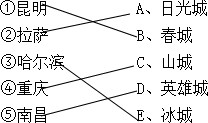 ①昆明 A、日光城
②拉萨 B、春城
③哈尔滨 C、山城
④重庆 D、英雄城
⑤南昌 E、冰城